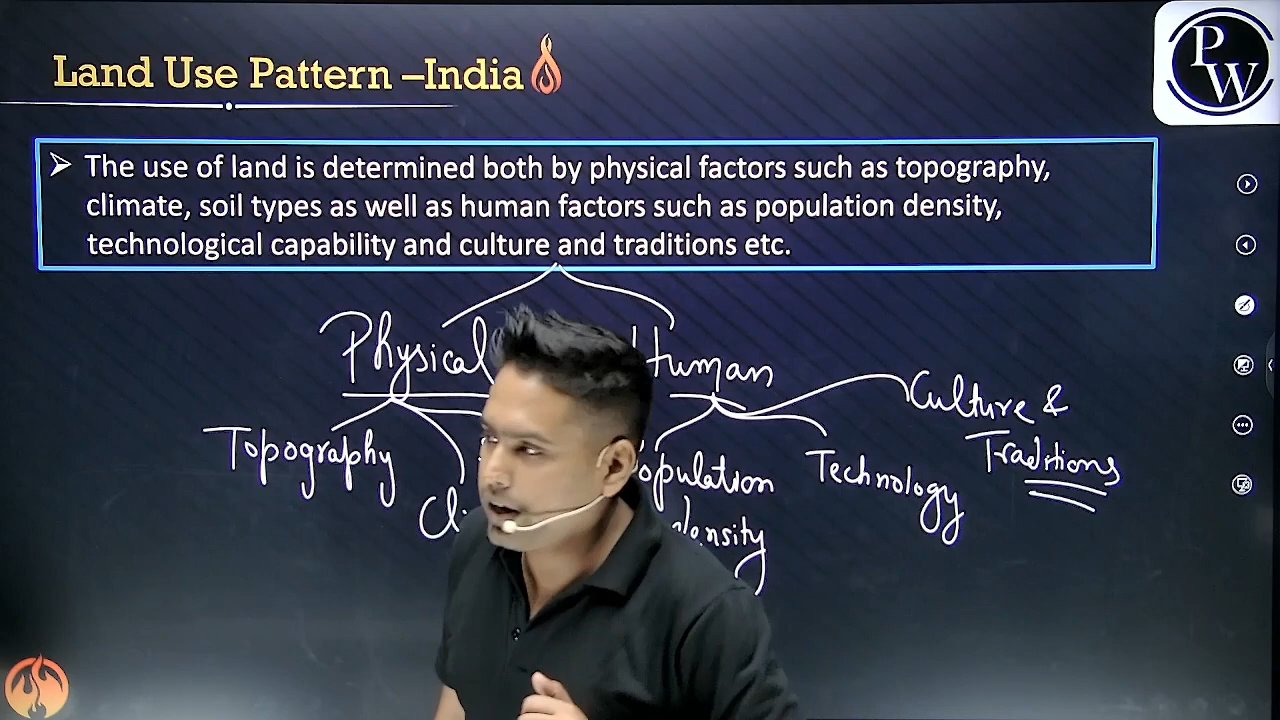 Land Use Pattern –India
PW
➢ The use of land is determined both by physical factors such as topography,
climate, soil types as well as human factors such as population density,
technological capability and culture and traditions etc.
Physical Human
Culture &
Traditions
Topography
Technology